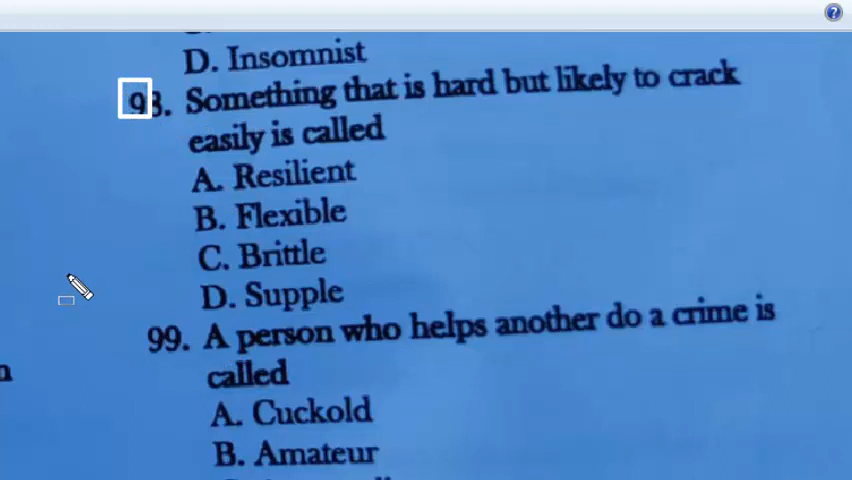 D. Insomnist
98. Something that is hard but likely to crack
easily is called
A. Resilient
B. Flexible
C. Brittle
D. Supple
99. A person who helps another do a crime is
called
A. Cuckold
B. Amateur